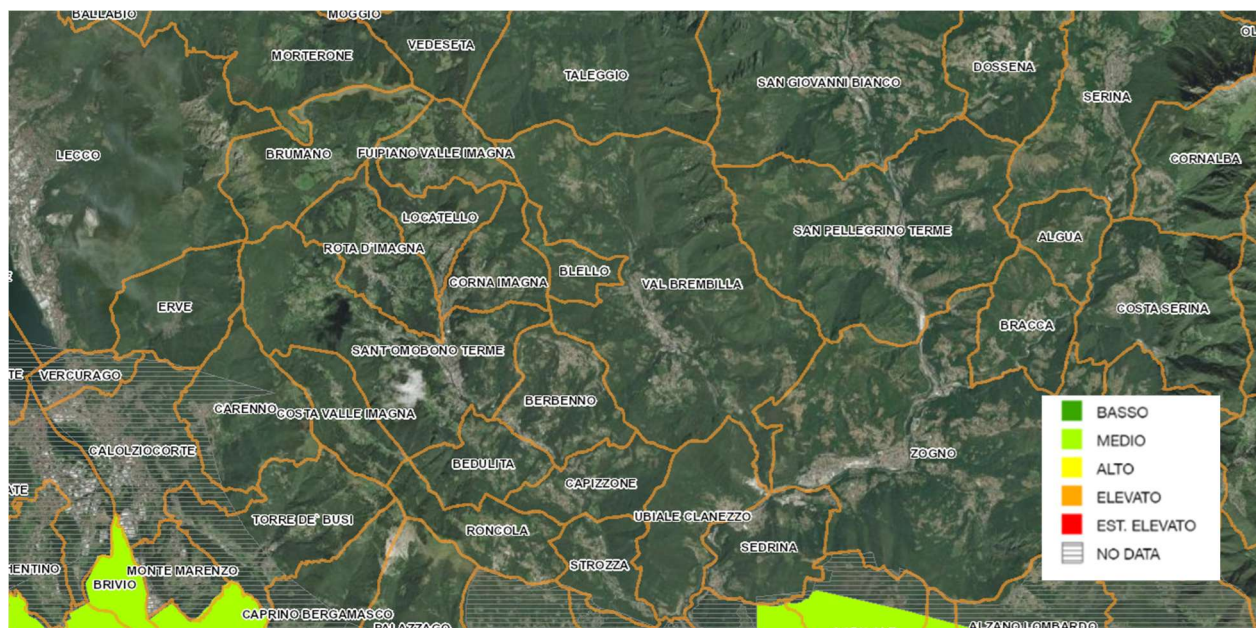 BALLABIO
MOGGIO
VEDESETA
MORTERONE
TALEGGIO
SAN GIOVANNI BIANCO
DOSSENA
SERINA
LECCO
BRUMANO
FUIPIANO VALLE IMAGNA
CORNALBA
LOCATELLO
ROTA D'IMAGNA
SAN PELLEGRINO TERME
ALGUA
CORNA IMAGNA
BLELLO
VAL BREMBILLA
ERVE
COSTA SERINA
BRACCA
SANT'OMOBONO TERME
VERCURAGO
BERBENNO
CARENNO
COSTA VALLE IMAGNA
CALOLZIOCORTE
BEDULITA
ZOGNO
CAPIZZONE
TORRE DE` BUSI
RONCOLA
UBIALE CLANEZZO
SEDRINA
STROZZA
MONTE MARENZO
BRIVIO
CAPRINO BERGAMASCO
PALAZZAGO
ALZANO LOMBARDO
BASSO
MEDIO
ALTO
ELEVATO
EST. ELEVATO
NO DATA